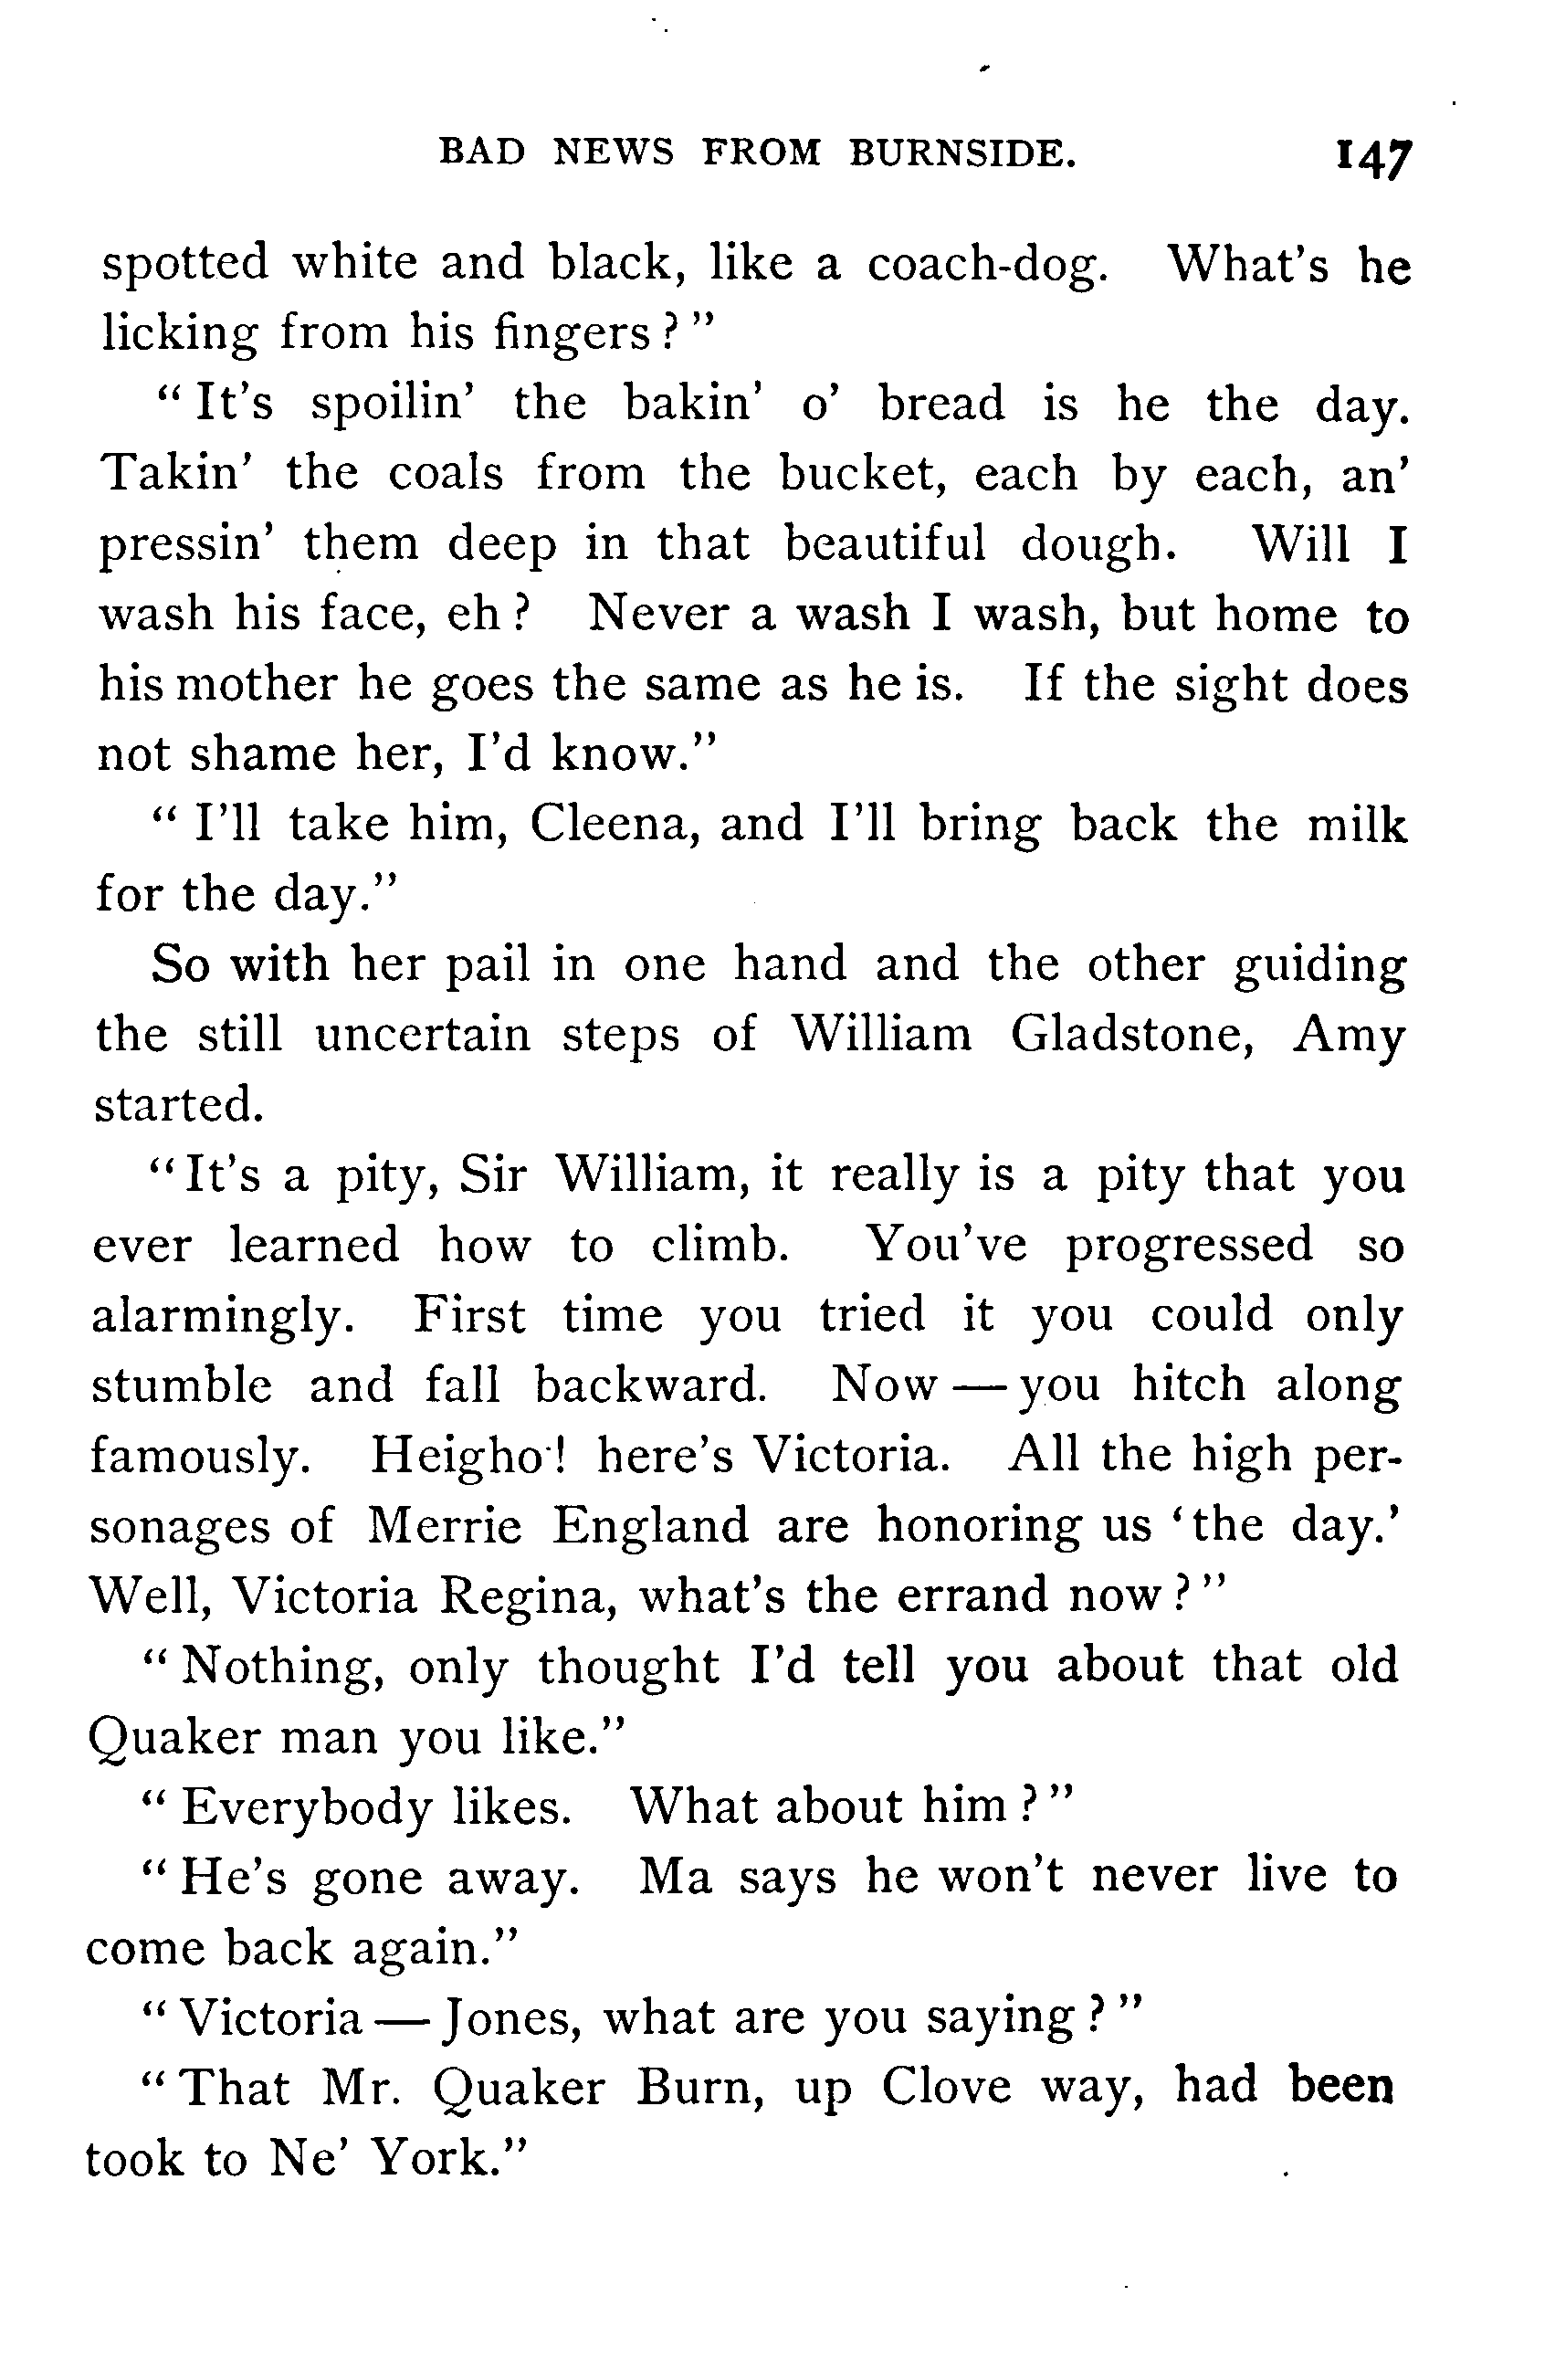 BAD NEWS FROM BURNSIDE. 147
spotted white and black, like a coach-dog. What's he
licking from his fingers?"
"It's spoilin' the bakin' o' bread is he the day.
Takin' the coals from the bucket, each by each, an'
pressin' them deep in that beautiful dough. Will I
wash his face, eh? Never a wash I wash, but home to
his mother he goes the same as he is. If the sight does
not shame her, I'd know."
"I'll take him, Cleena, and I'll bring back the milk
for the day."
So with her pail in one hand and the other guiding
the still uncertain steps of William Gladstone, Amy
started.
"It's a pity, Sir William, it really is a pity that you
ever learned how to climb. You've progressed so
alarmingly. First time you tried it you could only
stumble and fall backward. Now — you hitch along
famously. Heigho! here's Victoria. All the high per-
sonages of Merrie England are honoring us 'the day.'
Well, Victoria Regina, what's the errand now?"
"Nothing, only thought I'd tell you about that old
Quaker man you like."
"Everybody likes. What about him?"
"He's gone away. Ma says he won't never live to
come back again."
"Victoria — Jones, what are you saying?"
"That Mr. Quaker Burn, up Clove way, had been
took to Ne' York."